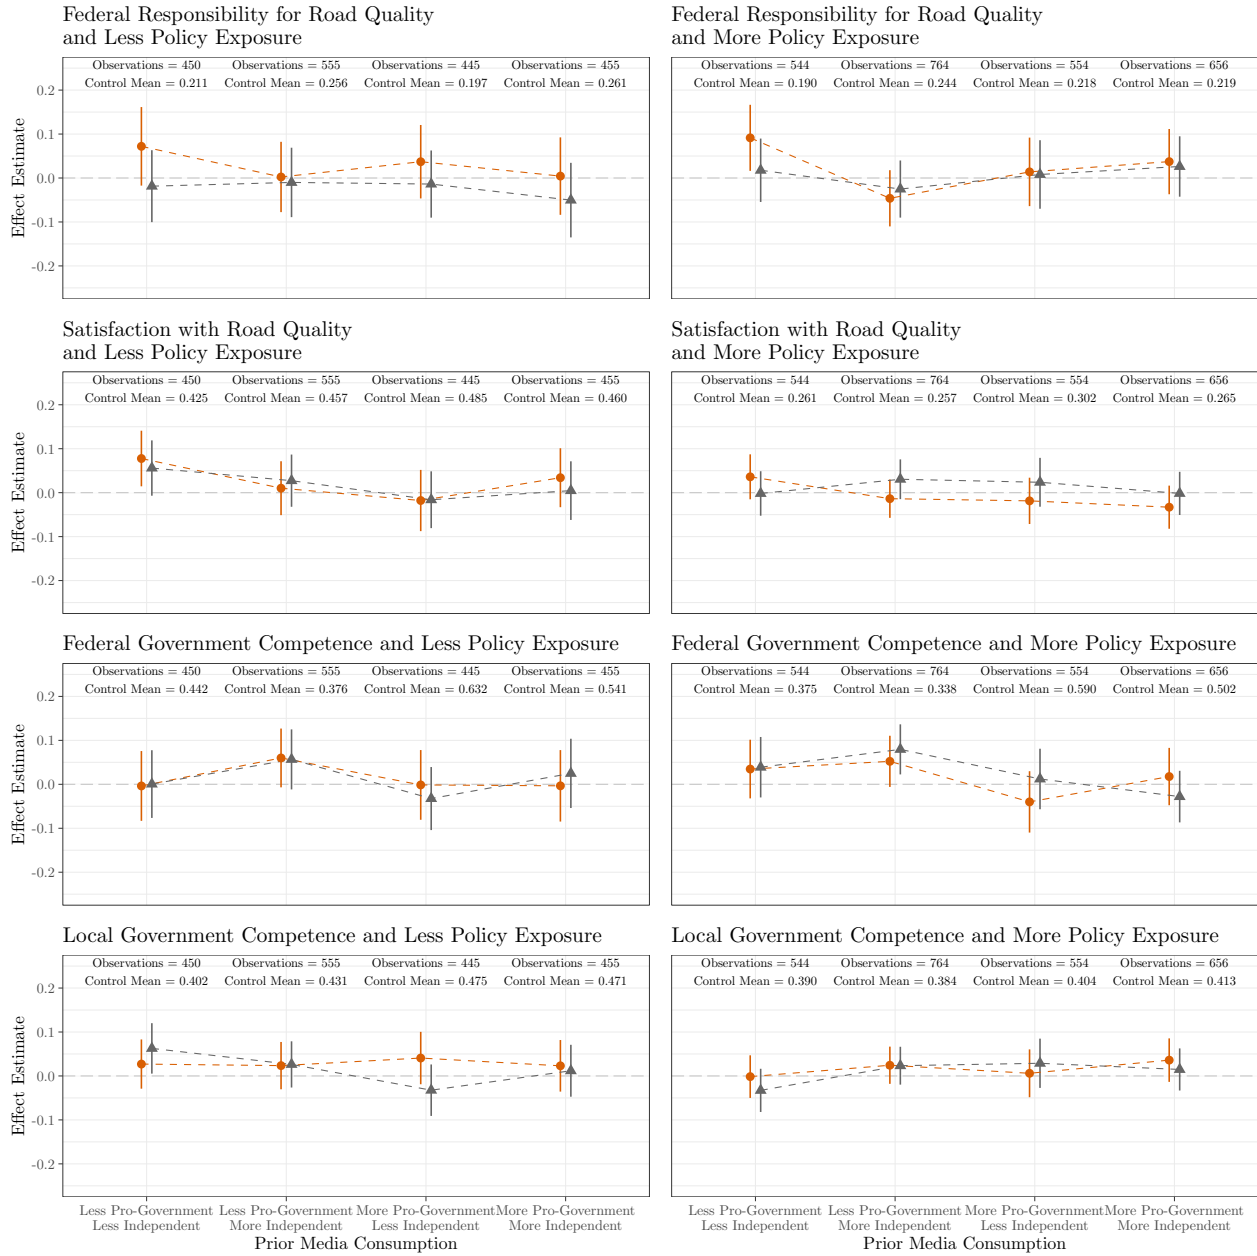 Federal Responsibility for Road Quality
and Less Policy Exposure
Observations = 450 Observations = 555 Observations = 445 Observations = 455
Control Mean = 0.211 Control Mean = 0.256 Control Mean = 0.197 Control Mean = 0.261
0.2
0.1
0.0
-0.1
-0.2
Effect Estimate
Federal Responsibility for Road Quality
and More Policy Exposure
Observations = 544 Observations = 764 Observations = 554 Observations = 656
Control Mean = 0.190 Control Mean = 0.244 Control Mean = 0.218 Control Mean = 0.219
Satisfaction with Road Quality
and Less Policy Exposure
Observations = 450 Observations = 555 Observations = 445 Observations = 455
Control Mean = 0.425 Control Mean = 0.457 Control Mean = 0.485 Control Mean = 0.460
0.2
0.1
0.0
-0.1
-0.2
Effect Estimate
Satisfaction with Road Quality
and More Policy Exposure
Observations = 544 Observations = 764 Observations = 554 Observations = 656
Control Mean = 0.261 Control Mean = 0.257 Control Mean = 0.302 Control Mean = 0.265
Federal Government Competence and Less Policy Exposure
Observations = 450 Observations = 555 Observations = 445 Observations = 455
Control Mean = 0.442 Control Mean = 0.376 Control Mean = 0.632 Control Mean = 0.541
0.2
0.1
0.0
-0.1
-0.2
Effect Estimate
Federal Government Competence and More Policy Exposure
Observations = 544 Observations = 764 Observations = 554 Observations = 656
Control Mean = 0.375 Control Mean = 0.338 Control Mean = 0.590 Control Mean = 0.502
Local Government Competence and Less Policy Exposure
Observations = 450 Observations = 555 Observations = 445 Observations = 455
Control Mean = 0.402 Control Mean = 0.431 Control Mean = 0.475 Control Mean = 0.471
0.2
0.1
0.0
-0.1
-0.2
Effect Estimate
Less Pro-Government Less Pro-Government More Pro-Government More Pro-Government
Less Independent More Independent Less Independent More Independent
Prior Media Consumption
Local Government Competence and More Policy Exposure
Observations = 544 Observations = 764 Observations = 554 Observations = 656
Control Mean = 0.390 Control Mean = 0.384 Control Mean = 0.404 Control Mean = 0.413
Less Pro-Government Less Pro-Government More Pro-Government More Pro-Government
Less Independent More Independent Less Independent More Independent
Prior Media Consumption